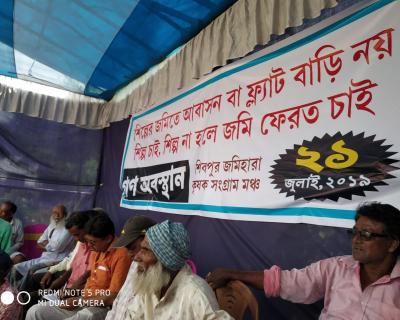 শিল্পের জমিতে আবাসন বা ফ্ল্যাট বাড়ি নয়
শিল্প চাই, শিল্প না হলে জমি ফেরত চাই
গণ অবস্থান
শিবপুর জমিহারা
কৃষক সংগ্রাম মঞ্চ
২১
জুলাই, ২০১৯
REDMI NOTE 5 PRO
MI DUAL CAMERA